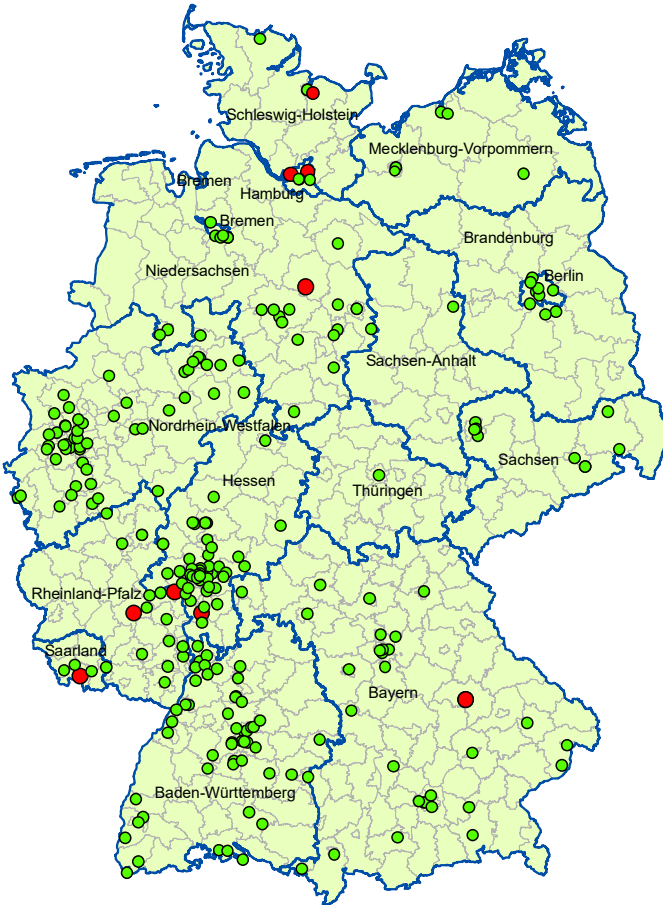 Schleswig-Holstein
Mecklenburg-Vorpommern
Bremen
Hamburg
Bremen
Brandenburg
Niedersachsen
Berlin
Sachsen-Anhalt
Nordrhein-Westfalen
Sachsen
Hessen
Thüringen
Rheinland-Pfalz
Saarland
Bayern
Baden-Württemberg